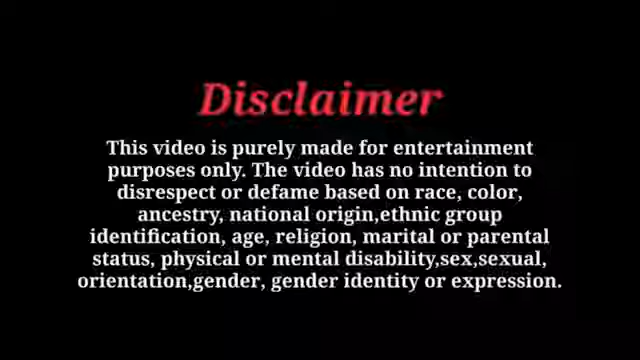 Disclaimer
This video is purely made for entertainment
purposes only. The video has no intention to
disrespect or defame based on race, color,
ancestry, national origin,ethnic group
identification, age, religion, marital or parental
status, physical or mental disability,sex,sexual,
orientation,gender, gender identity or expression.